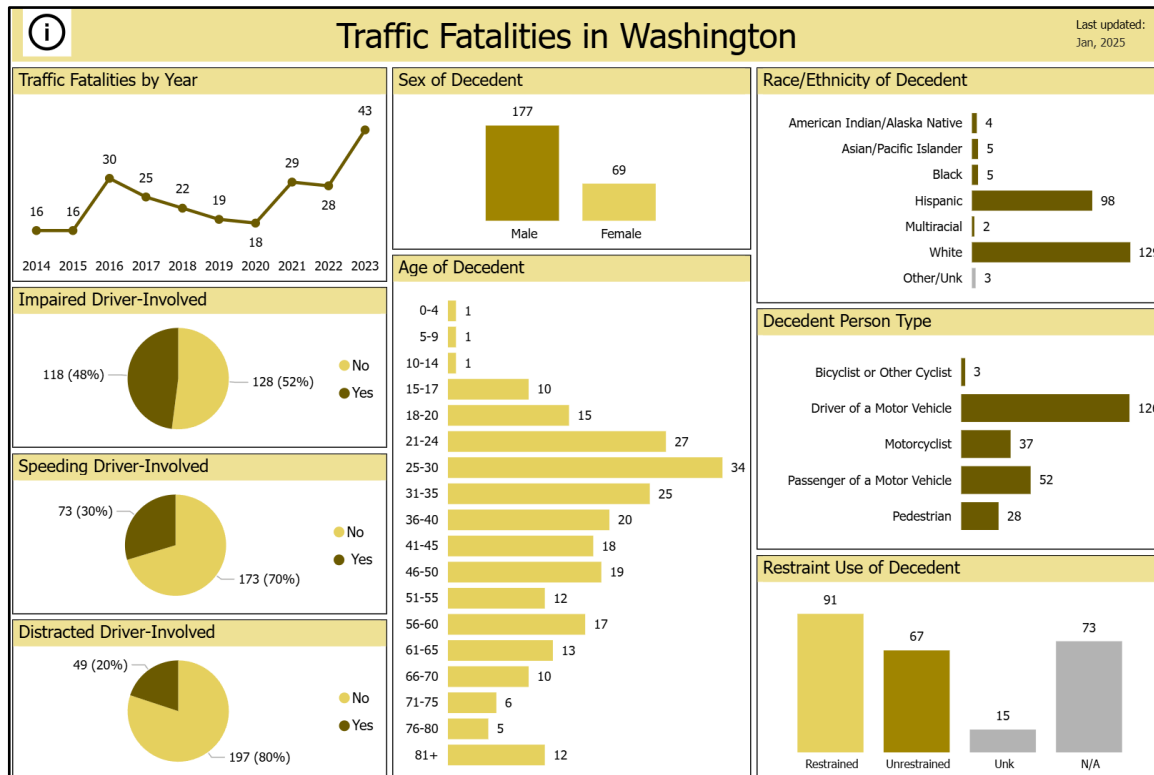 i
Traffic Fatalities in Washington
Last updated:
Jan, 2025
Traffic Fatalities by Year
43
30
29
28
25
22
19
18
16
16
2014 2015 2016 2017 2018 2019 2020 2021 2022 2023
Impaired Driver-Involved
118 (48%)
128 (52%)
No
Yes
Speeding Driver-Involved
73 (30%)
173 (70%)
No
Yes
Distracted Driver-Involved
49 (20%)
197 (80%)
No
Yes
Sex of Decedent
177
69
Male Female
Age of Decedent
0-4 1
5-9 1
10-14 1
15-17 10
18-20 15
21-24 27
25-30 34
31-35 25
36-40 20
41-45 18
46-50 19
51-55 12
56-60 17
61-65 13
66-70 10
71-75 6
76-80 5
81+ 12
Race/Ethnicity of Decedent
American Indian/Alaska Native 4
Asian/Pacific Islander 5
Black 5
Hispanic 98
Multiracial 2
White 129
Other/Unk 3
Decedent Person Type
Bicyclist or Other Cyclist 3
Driver of a Motor Vehicle 126
Motorcyclist 37
Passenger of a Motor Vehicle 52
Pedestrian 28
Restraint Use of Decedent
91
67
15
73
Restrained Unrestrained Unk N/A